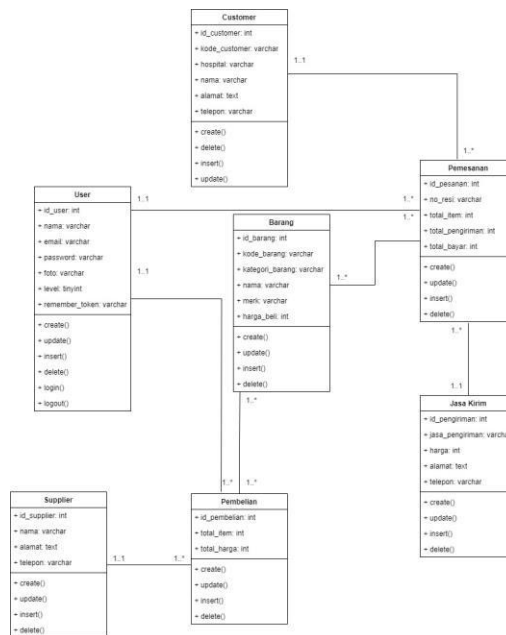 Customer
+ id_customer: int
+ kode_customer: varchar
+ hospital: varchar
+ nama: varchar
+ alamat: text
+ telepon: varchar
+ create()
+ delete()
+ insert()
+ update()
1..1
1..*
User
+ id_user: int
+ nama: varchar
+ email: varchar
+ password: varchar
+ foto: varchar
+ level: tinyint
+ remember_token: varchar
+ create()
+ update()
+ insert()
+ delete()
+ login()
+ logout()
1..1
1..*
1..*
1..1
Barang
+ id_barang: int
+ kode_barang: varchar
+ kategori_barang: varchar
+ nama: varchar
+ merk: varchar
+ harga_beli: int
+ create()
+ update()
+ insert()
+ delete()
1..*
1..*
Pemesanan
+ id_pesanan: int
+ no_resi: varchar
+ total_item: int
+ total_pengiriman: int
+ total_bayar: int
+ create()
+ update()
+ insert()
+ delete()
1..*
1..1
Jasa Kirim
+ id_pengiriman: int
+ jasa_pengiriman: varchar
+ harga: int
+ alamat: text
+ telepon: varchar
+ create()
+ update()
+ insert()
+ delete()
Supplier
+ id_supplier: int
+ nama: varchar
+ alamat: text
+ telepon: varchar
+ create()
+ update()
+ insert()
+ delete()
1..1
1..*
1..*
1..*
Pembelian
+ id_pembelian: int
+ total_item: int
+ total_harga: int
+ create()
+ update()
+ insert()
+ delete()